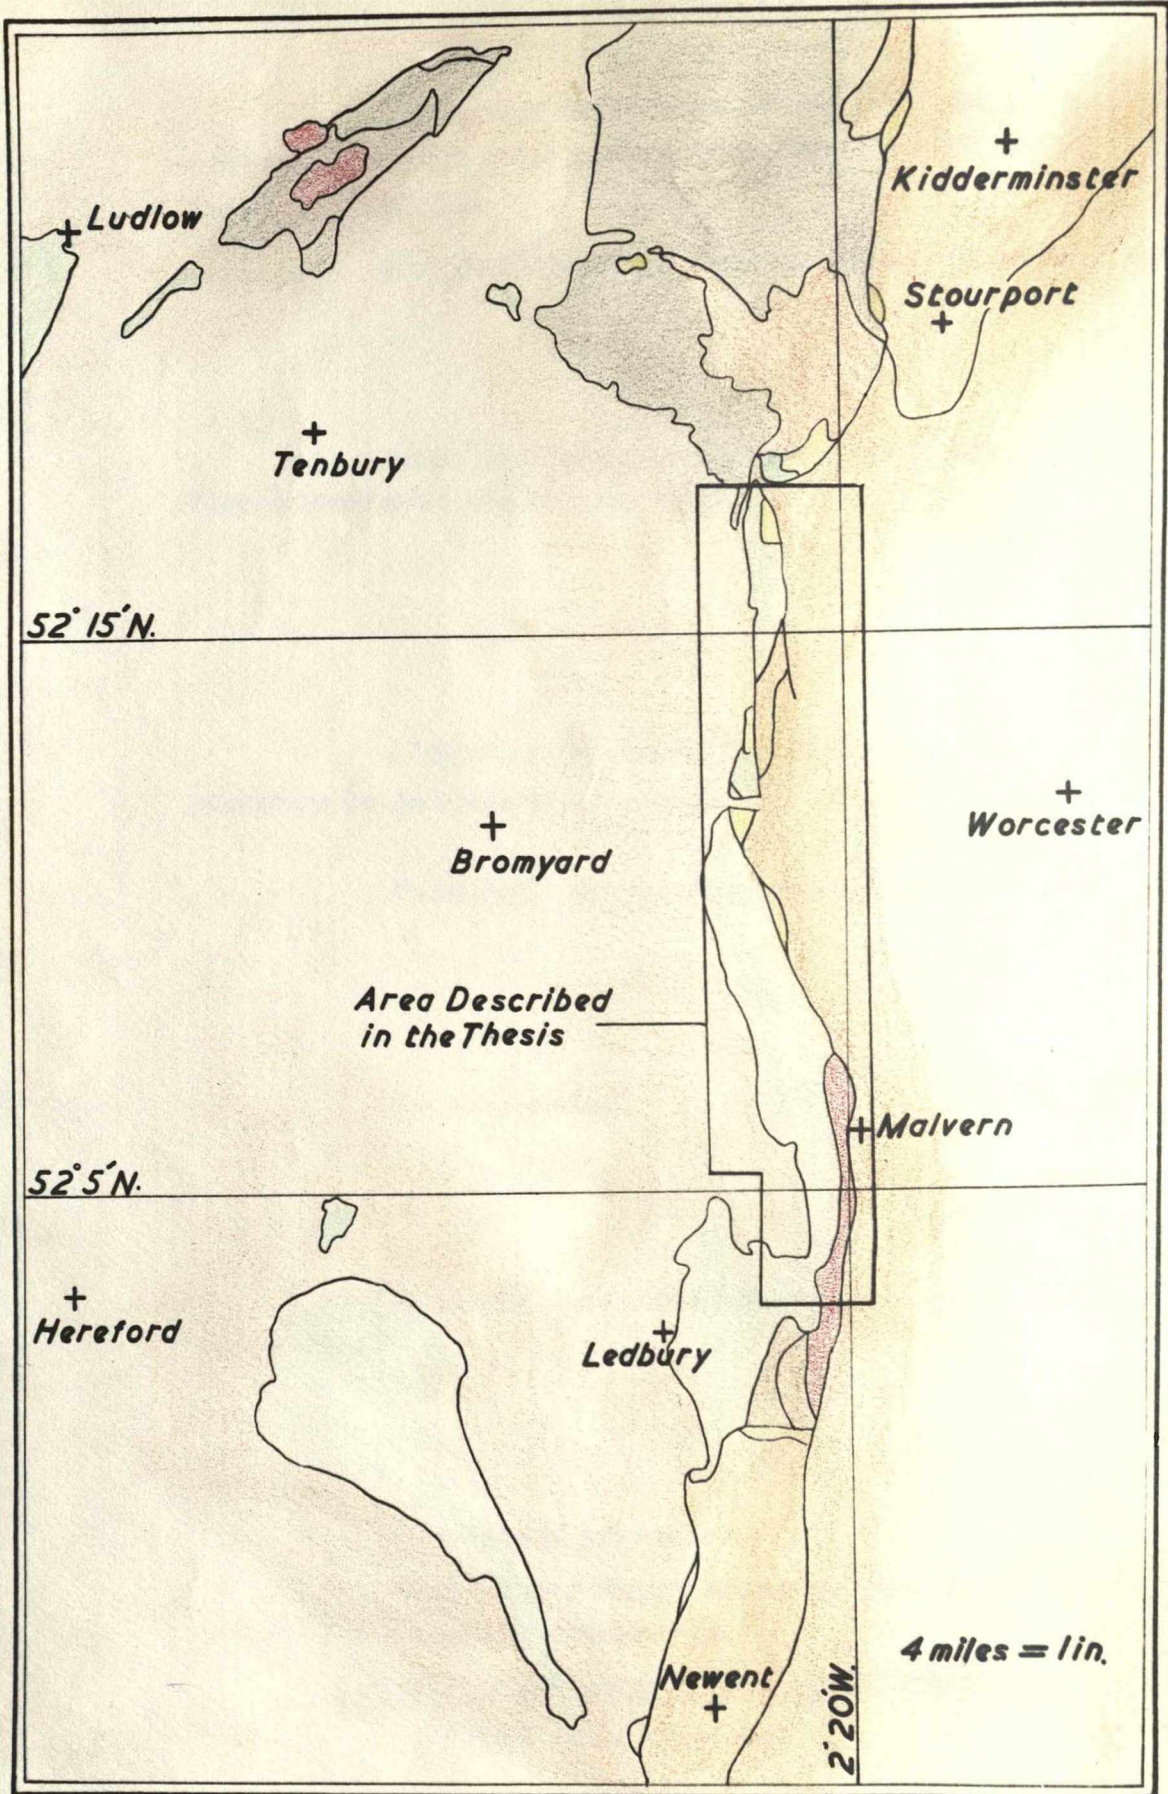 Kidderminster
Ludlow
Stourport
Tenbury
52° 15' N.
Worcester
Bromyard
Area Described
in the Thesis
Malvern
52° 5' N.
Hereford
Ledbury
4 miles = 1 in.
Newent
2° 20' W.